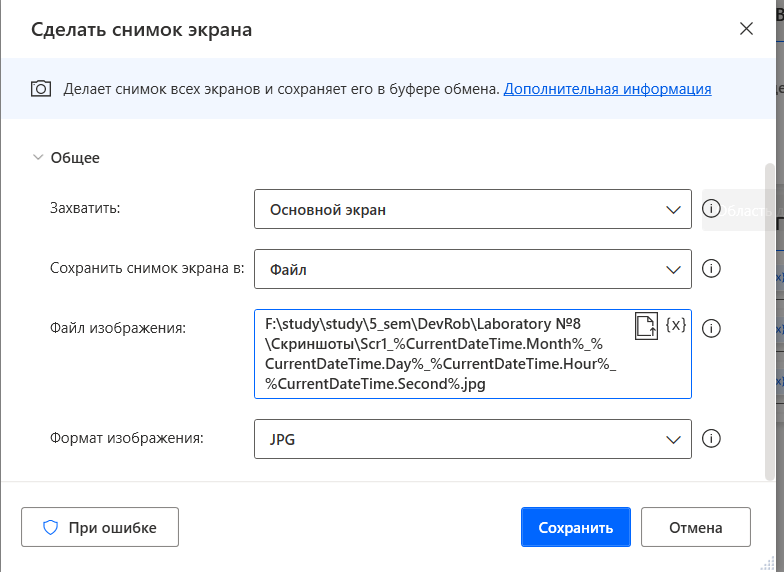 Сделать снимок экрана
Делает снимок всех экранов и сохраняет его в буфере обмена. Дополнительная информация
Общее
Захватить:
Основной экран
Сохранить снимок экрана в:
Файл
Файл изображения:
F:\study\study\5_sem\DevRob\Laboratory №8
\Скриншоты\Scr1_%CurrentDateTime.Month%_%
CurrentDateTime.Day%_%CurrentDateTime.Hour%_
%CurrentDateTime.Second%.jpg
{x}
Формат изображения:
JPG
При ошибке
Сохранить
Отмена